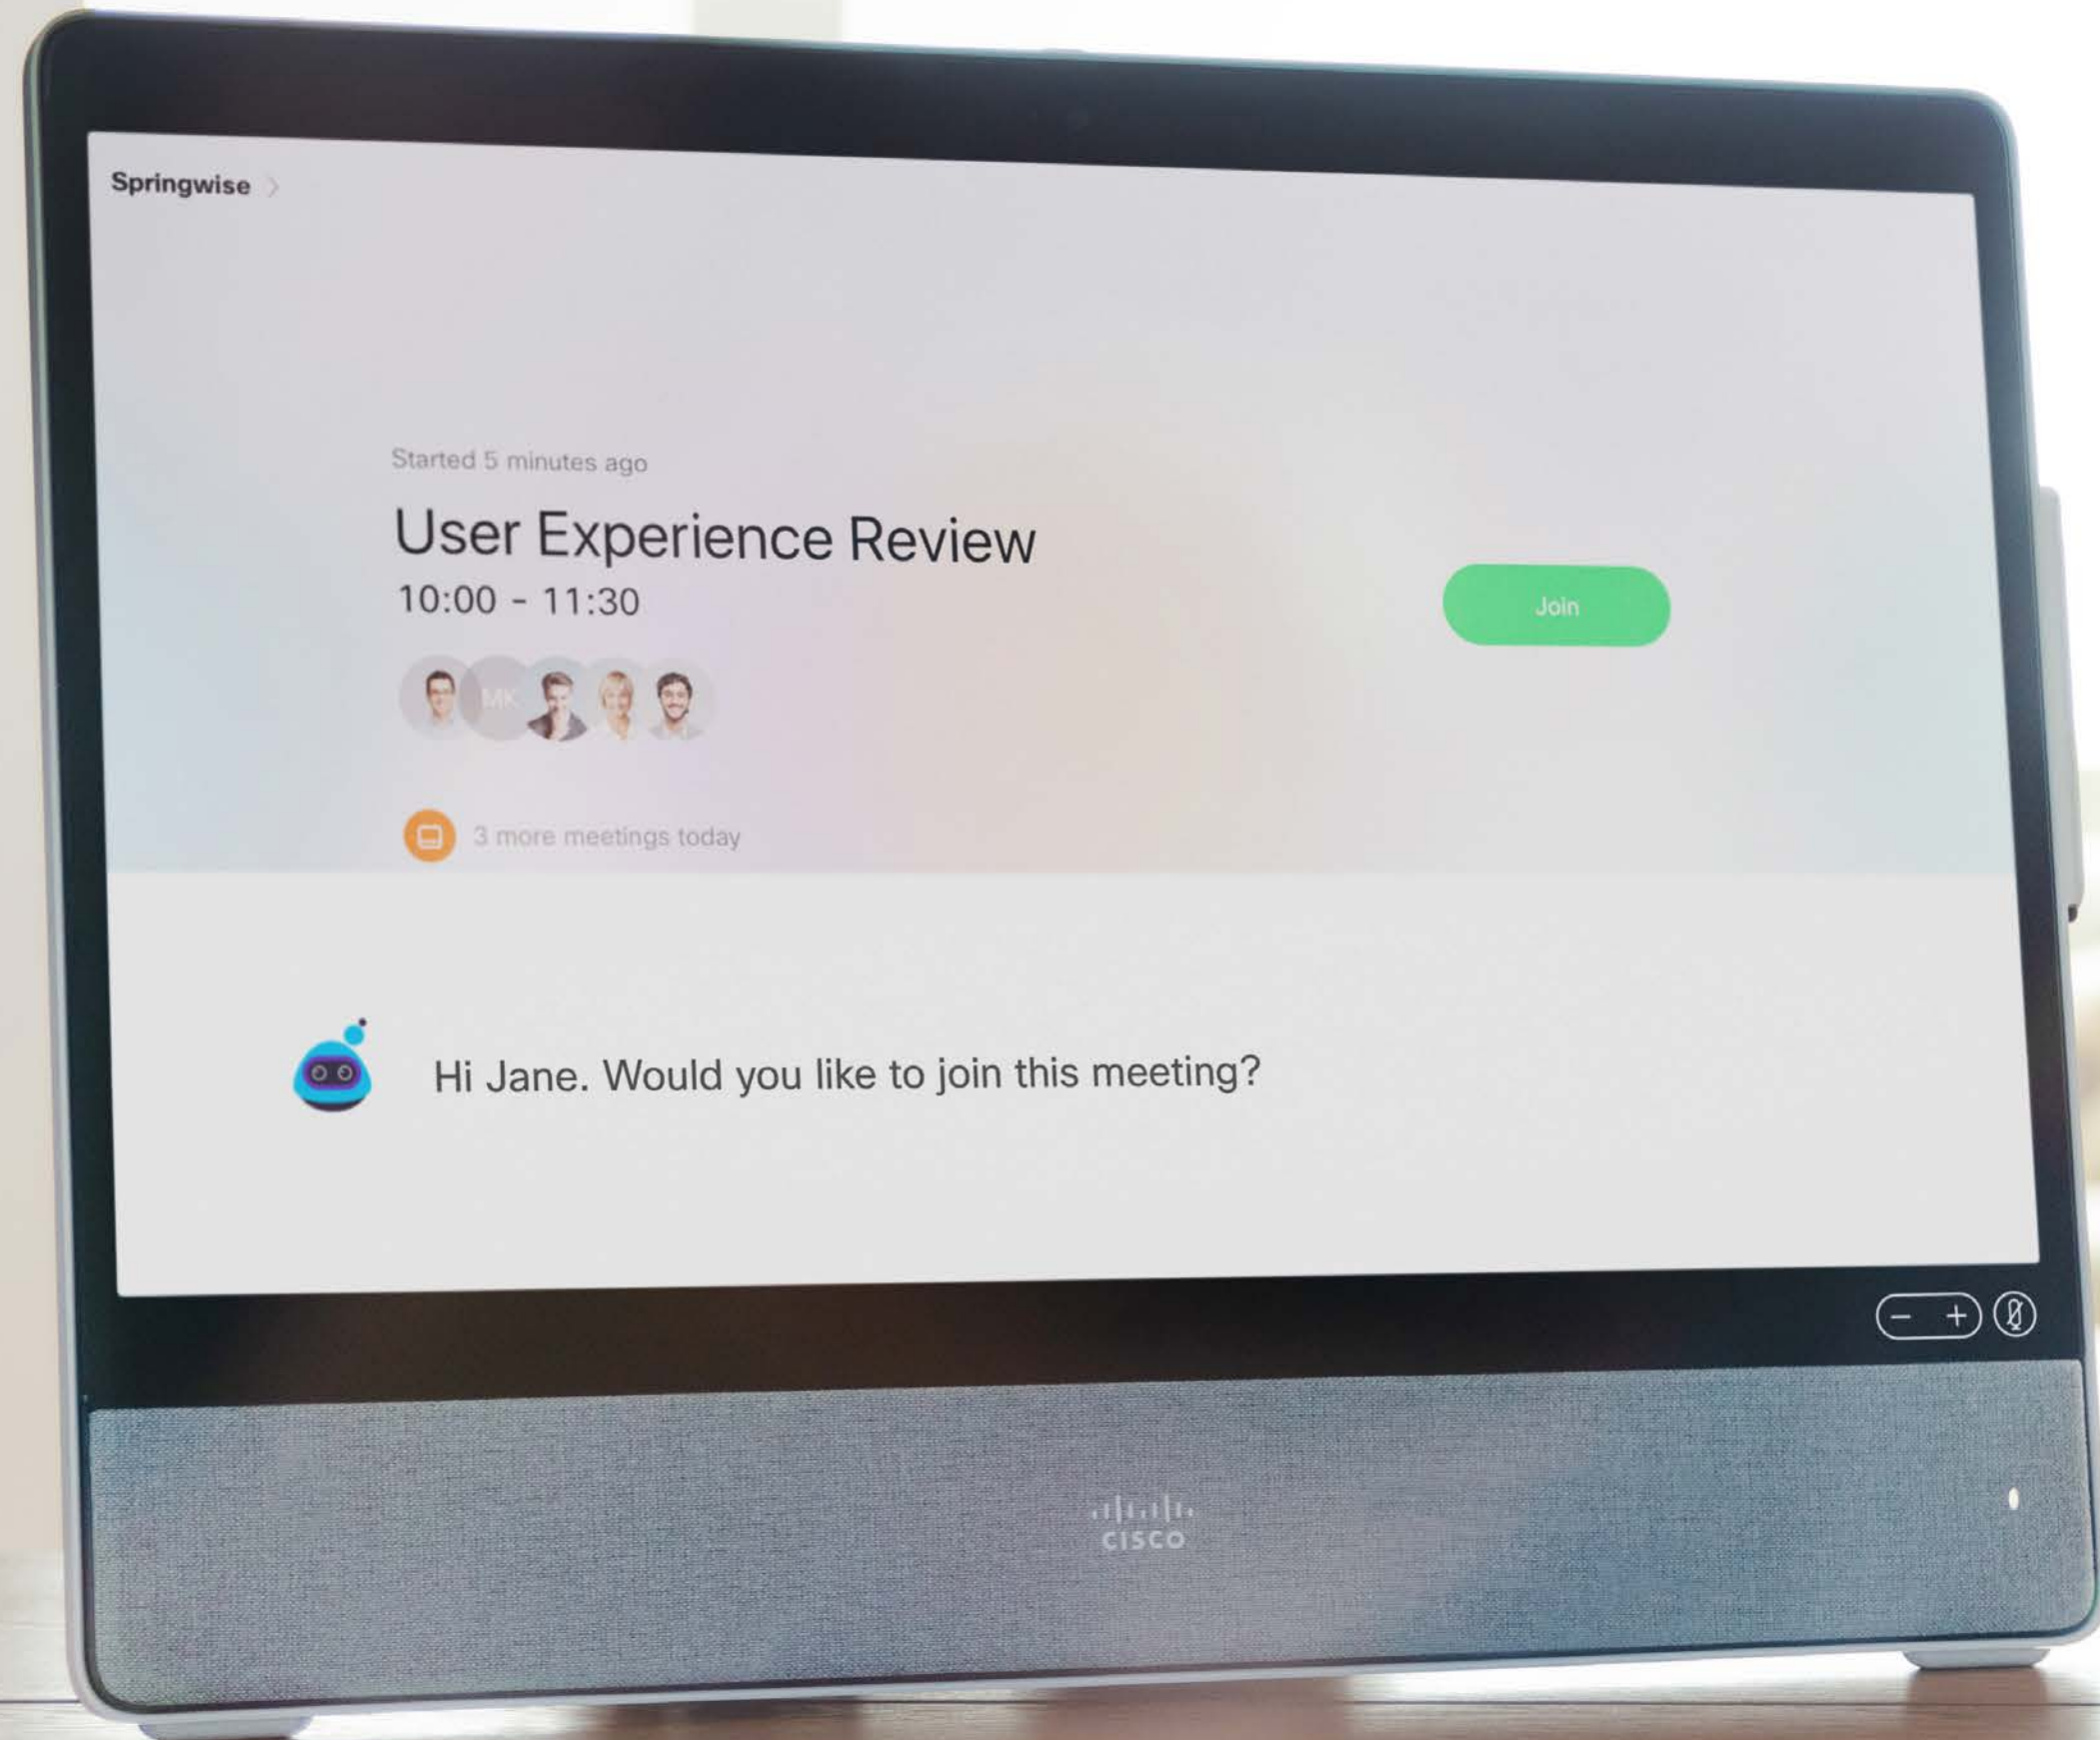 Springwise
Started 5 minutes ago
User Experience Review
10:00 - 11:30
Join
MK
3 more meetings today
Hi Jane. Would you like to join this meeting?
CISCO